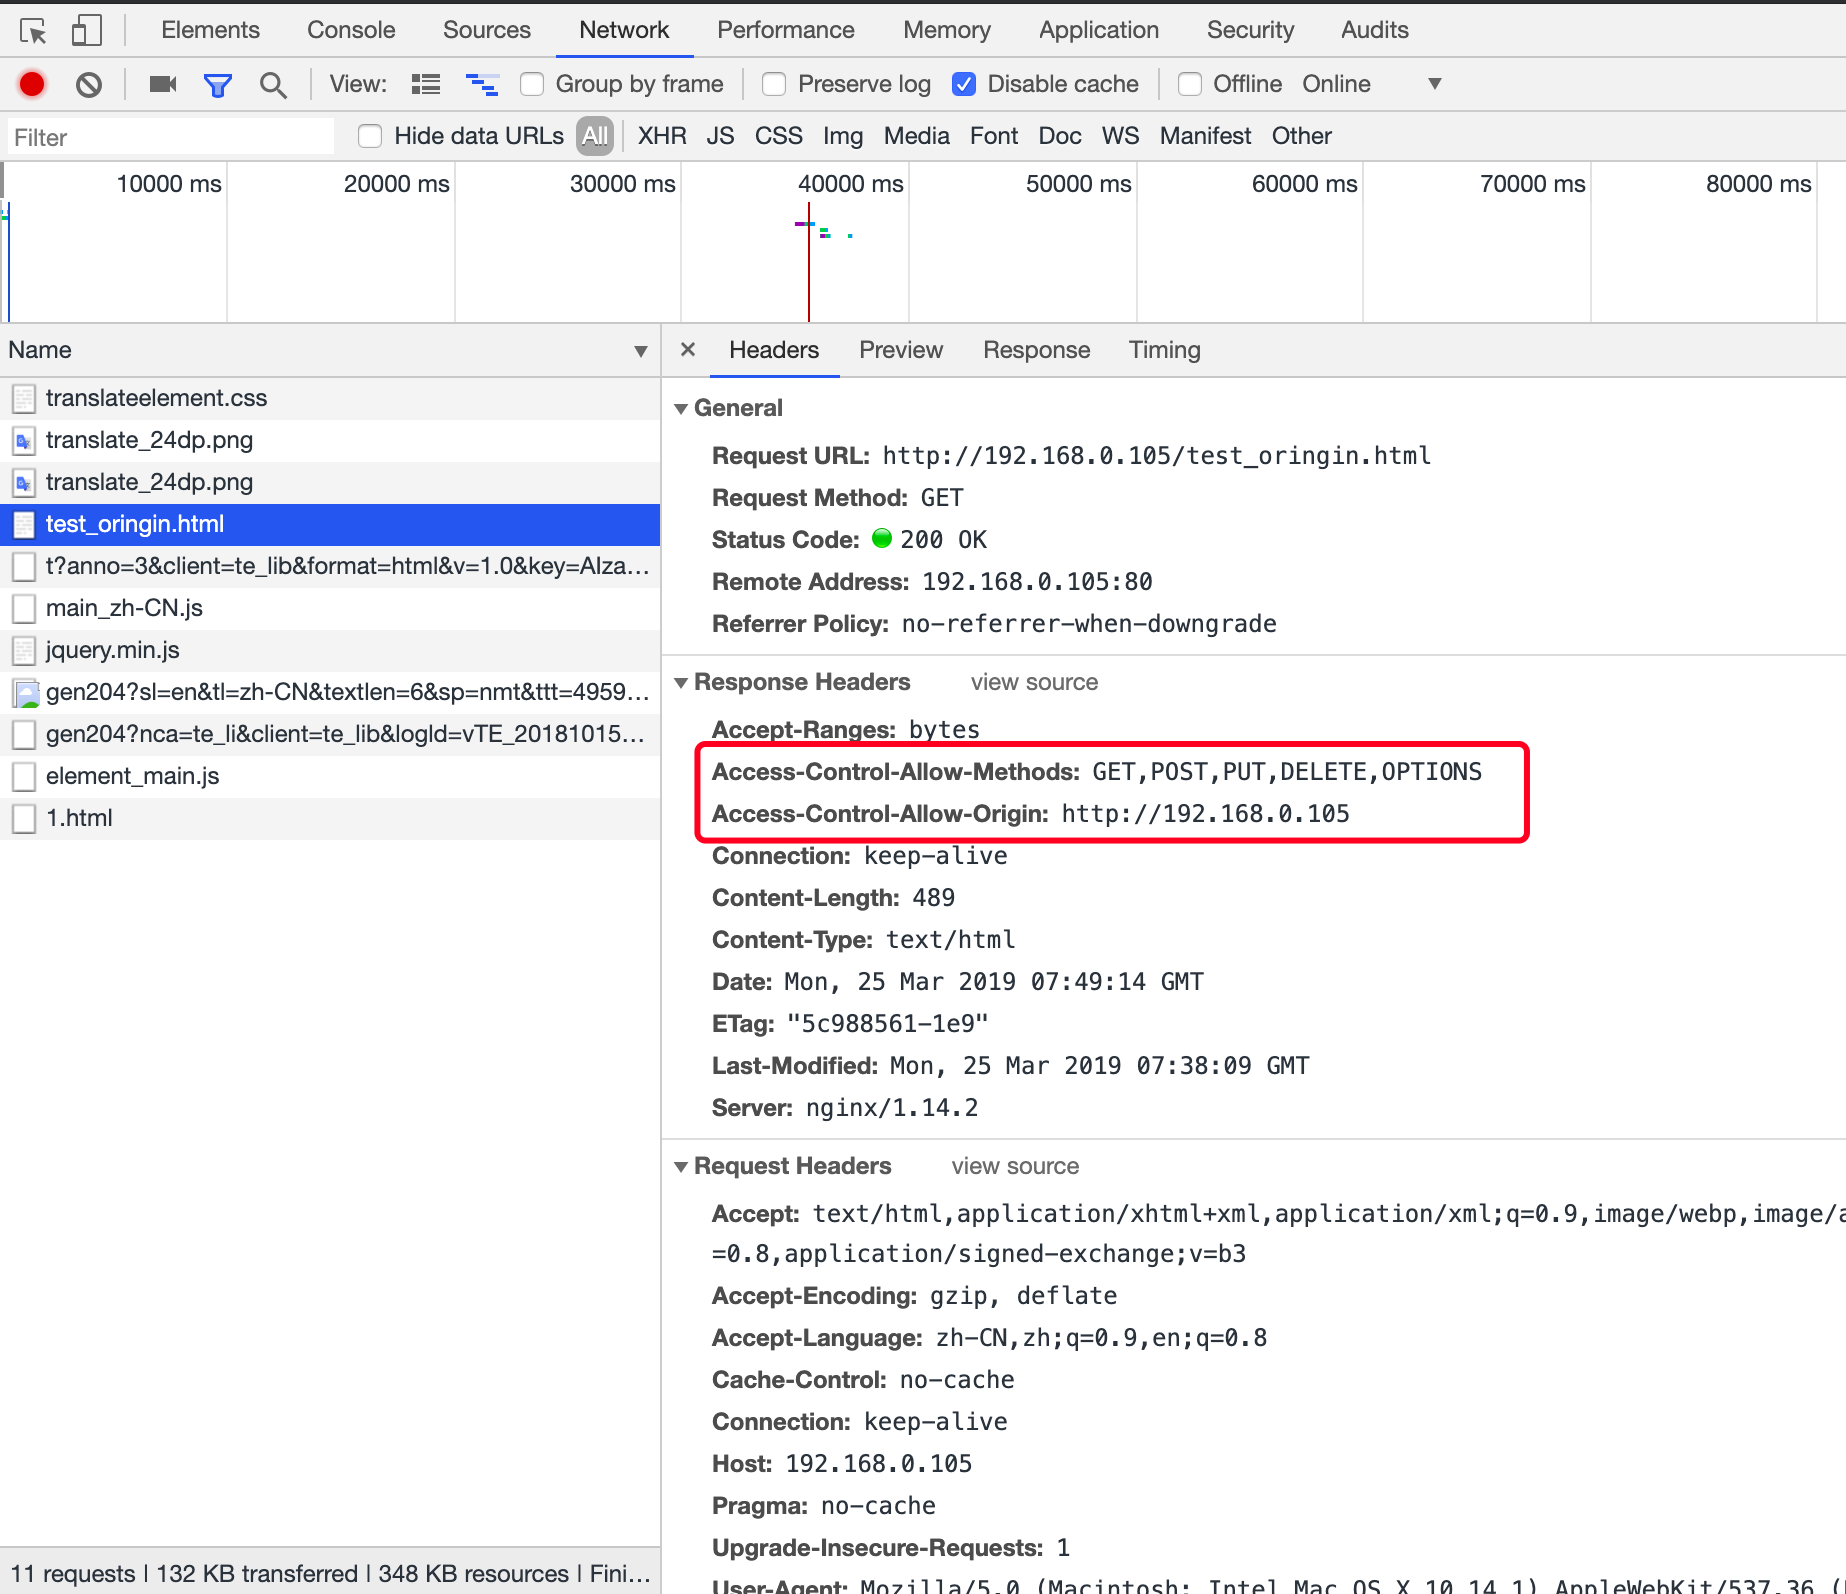 Elements Console Sources Network Performance Memory Application Security Audits
View: Group by frame Preserve log Disable cache Offline Online
Filter Hide data URLs All XHR JS CSS Img Media Font Doc WS Manifest Other
10000 ms 20000 ms 30000 ms 40000 ms 50000 ms 60000 ms 70000 ms 80000 ms
Name
translateelement.css
translate_24dp.png
translate_24dp.png
test_oringin.html
t?anno=3&client=te_lib&format=html&v=1.0&key=AIza...
main_zh-CN.js
jquery.min.js
gen204?sl=en&tl=zh-CN&textlen=6&sp=nmt&ttt=4959...
gen204?nca=te_li&client=te_lib&logld=vTE_20181015...
element_main.js
1.html
11 requests | 132 KB transferred | 348 KB resources | Fini...
× Headers Preview Response Timing
General
Request URL: http://192.168.0.105/test_oringin.html
Request Method: GET
Status Code: 200 OK
Remote Address: 192.168.0.105:80
Referrer Policy: no-referrer-when-downgrade
Response Headers view source
Accept-Ranges: bytes
Access-Control-Allow-Methods: GET,POST,PUT,DELETE,OPTIONS
Access-Control-Allow-Origin: http://192.168.0.105
Connection: keep-alive
Content-Length: 489
Content-Type: text/html
Date: Mon, 25 Mar 2019 07:49:14 GMT
ETag: "5c988561-1e9"
Last-Modified: Mon, 25 Mar 2019 07:38:09 GMT
Server: nginx/1.14.2
Request Headers view source
Accept: text/html,application/xhtml+xml,application/xml;q=0.9,image/webp,image/a
=0.8,application/signed-exchange;v=b3
Accept-Encoding: gzip, deflate
Accept-Language: zh-CN,zh;q=0.9,en;q=0.8
Cache-Control: no-cache
Connection: keep-alive
Host: 192.168.0.105
Pragma: no-cache
Upgrade-Insecure-Requests: 1
User-Agent: Mozilla/5.0 (Macintosh; Intel Mac OS X 10_14_1) AppleWebKit/537.36 (